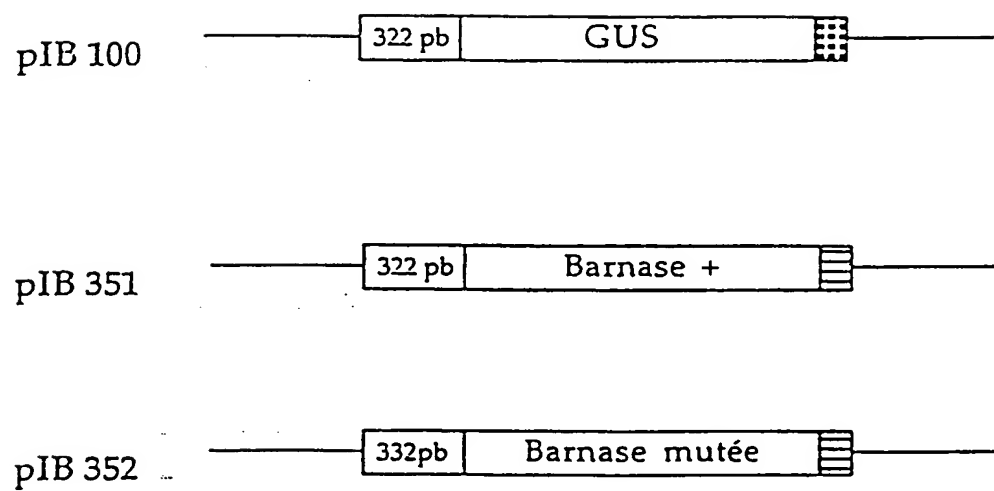 pIB 100 322 pb GUS
pIB 351 322 pb Barnase +
pIB 352 332pb Barnase mutée